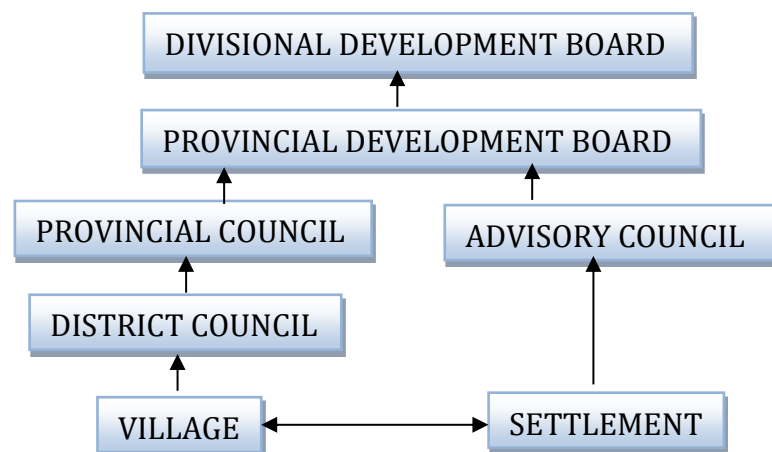 DIVISIONAL DEVELOPMENT BOARD
PROVINCIAL DEVELOPMENT BOARD
PROVINCIAL COUNCIL
ADVISORY COUNCIL
DISTRICT COUNCIL
VILLAGE
SETTLEMENT